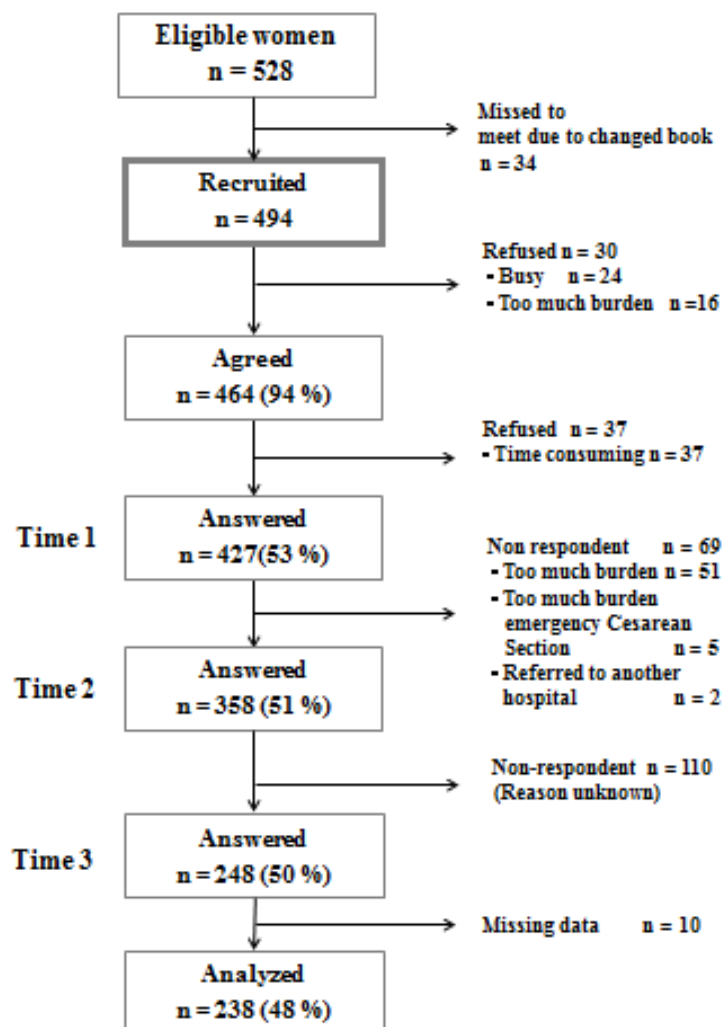 Eligible women
n = 528
Missed to
meet due to changed book
n = 34
Recruited
n = 494
Refused n = 30
- Busy n = 24
- Too much burden n =16
Agreed
n = 464 (94 %)
Refused n = 37
- Time consuming n = 37
Time 1
Answered
n = 427(53 %)
Non respondent n = 69
- Too much burden n = 51
- Too much burden
emergency Cesarean
Section n = 5
- Referred to another
hospital n = 2
Time 2
Answered
n = 358 (51 %)
Non-respondent n = 110
(Reason unknown)
Time 3
Answered
n = 248 (50 %)
Missing data n = 10
Analyzed
n = 238 (48 %)